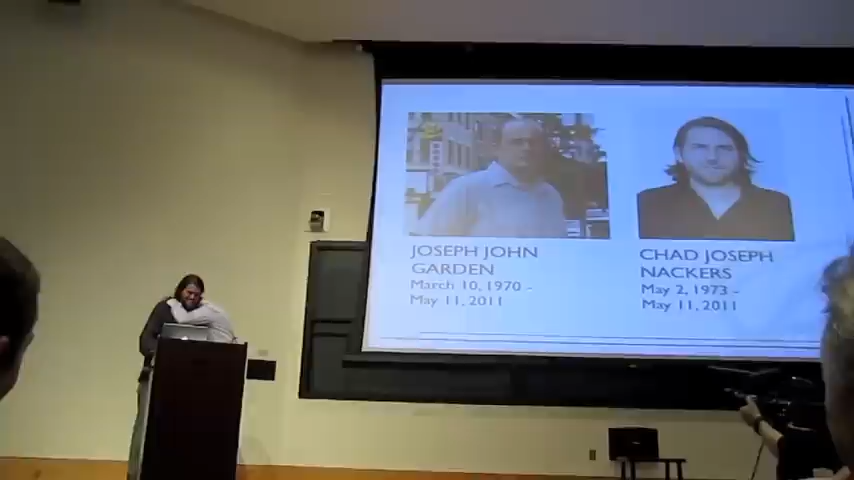 JOSEPH JOHN
GARDEN
March 10, 1970 -
May 11, 2011
CHAD JOSEPH
NACKERS
May 2, 1973 -
May 11, 2011